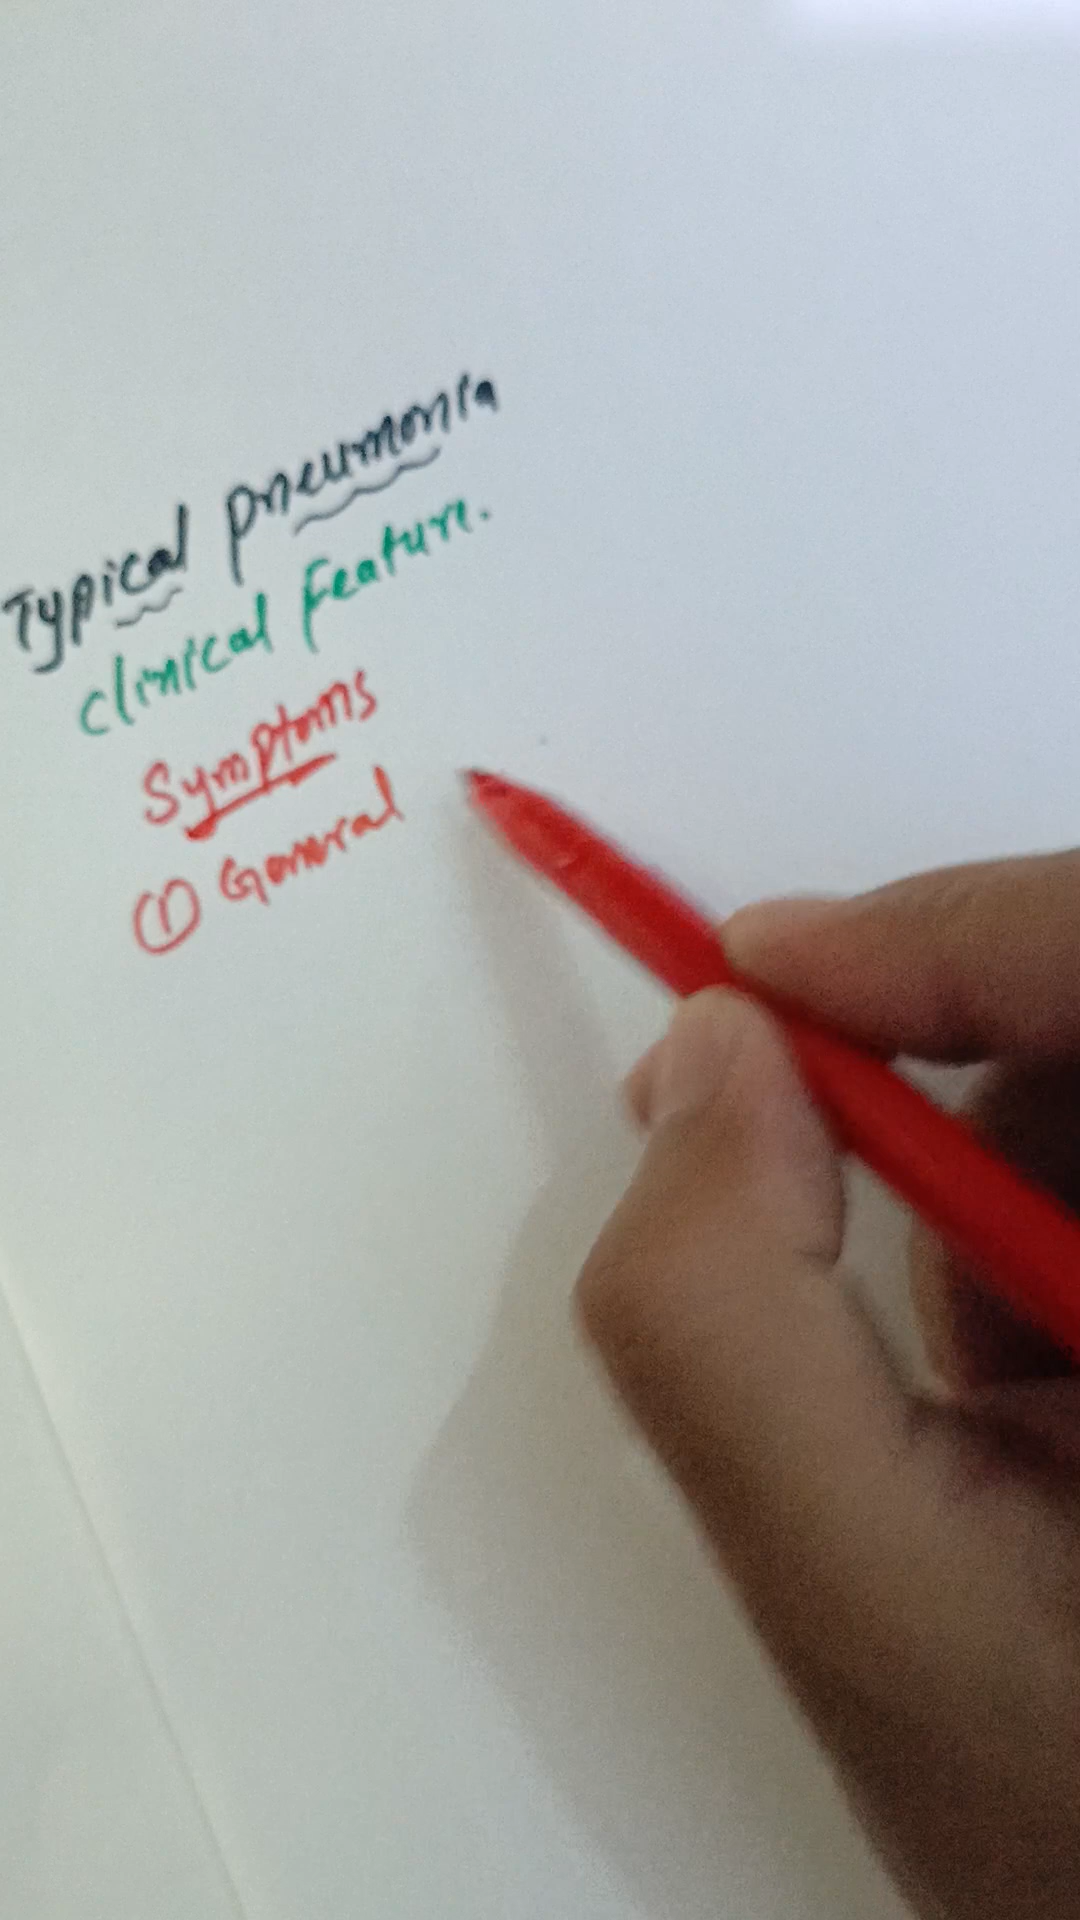 Typical pneumonia
clinical Feature.
Symptoms
① General